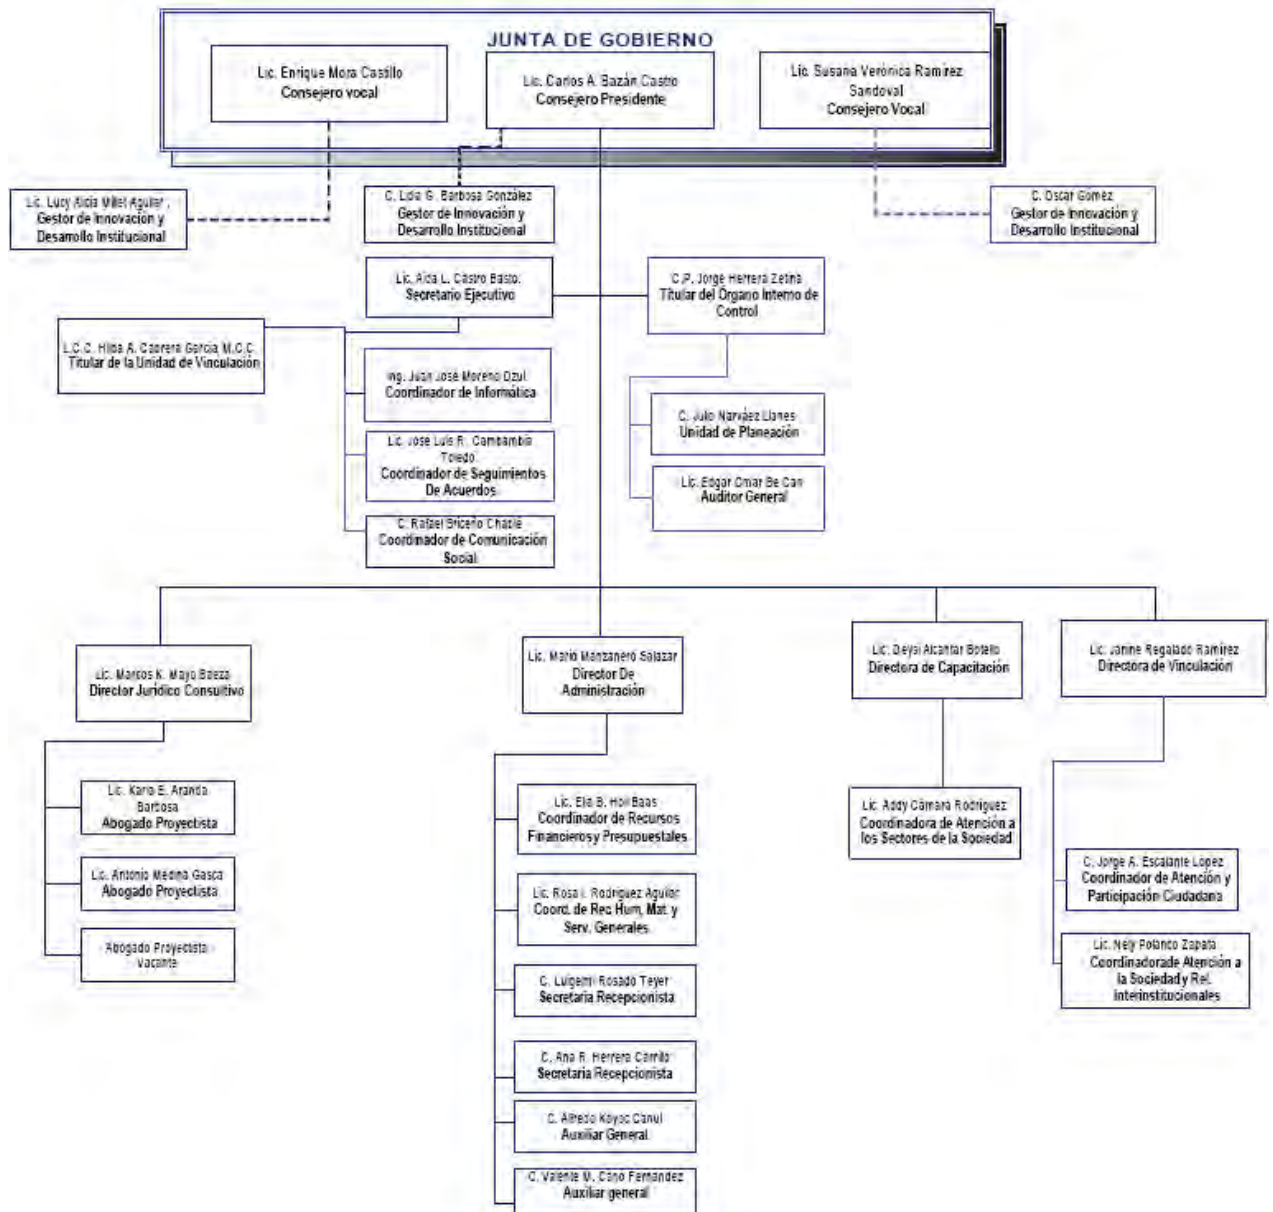 JUNTA DE GOBIERNO
Lic. Enrique Mora Castillo
Consejero vocal
Lic. Carlos A. Bazán Castro
Consejero Presidente
Lic. Susana Verónica Ramírez
Sandoval
Consejero Vocal
Lic. Lucy Alicia Millet Aguilar
Gestor de Innovación y
Desarrollo Institucional
C. Lidia G. Barbosa González
Gestor de Innovación y
Desarrollo Institucional
C. Oscar Gómez
Gestor de Innovación y
Desarrollo Institucional
Lic. Aida L. Castro Basto.
Secretario Ejecutivo
C.P. Jorge Herrera Zetina
Titular del Órgano Interno de
Control
L.C.C. Hilda A. Cabrera García, M.C.C.
Titular de la Unidad de Vinculación
Ing. Juan José Moreno Dzul
Coordinador de Informática
Lic. José Luis R. Cambambia
Toledo.
Coordinador de Seguimientos
De Acuerdos
C. Rafael Briceño Chablé
Coordinador de Comunicación
Social
C. Julio Narváez Llanes
Unidad de Planeación
Lic. Edgar Omar Be Can
Auditor General
Lic. Marcos K. Mayo Baeza
Director Jurídico Consultivo
Lic. Mario Manzanero Salazar
Director De
Administración
Lic. Deysi Alcantar Botello
Directora de Capacitación
Lic. Janine Regalado Ramírez
Directora de Vinculación
Lic. Karla E. Aranda
Barbosa
Abogado Proyectista
Lic. Antonio Medina Gasca
Abogado Proyectista
Abogado Proyectista
Vacante
Lic. Elia B. Hoil Baas
Coordinador de Recursos
Financieros y Presupuestales
Lic. Rosa I. Rodríguez Aguilar
Coord. de Rec Hum, Mat. y
Serv. Generales
C. Luigemi Rosado Teyer
Secretaria Recepcionista
C. Ana R. Herrera Carrillo
Secretaria Recepcionista
C. Alfredo Kayoc Canul
Auxiliar General
C. Valente M. Cano Fernández
Auxiliar general
Lic. Addy Cámara Rodríguez
Coordinadora de Atención a
los Sectores de la Sociedad
C. Jorge A. Escalante López
Coordinador de Atención y
Participación Ciudadana
Lic. Nely Polanco Zapata
Coordinadorade Atención a
la Sociedad y Rel.
Interinstitucionales